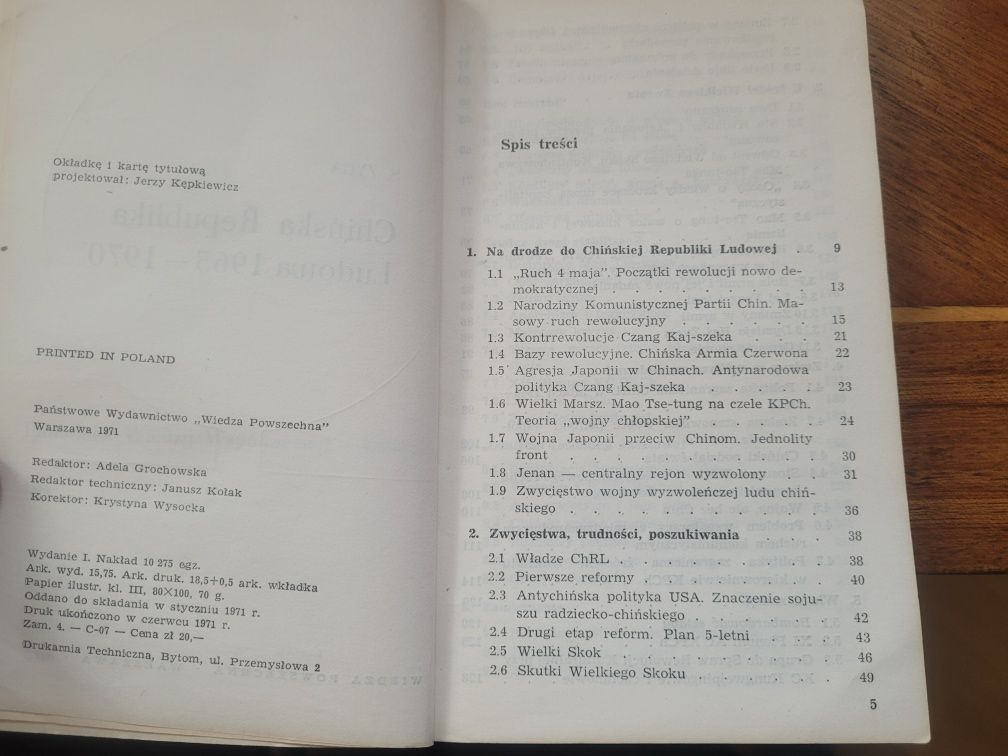 Okładkę i kartę tytułową
projektował: Jerzy Kępkiewicz
PRINTED IN POLAND
Państwowe Wydawnictwo „Wiedza Powszechna”
Warszawa 1971
Redaktor: Adela Grochowska
Redaktor techniczny: Janusz Kołak
Korektor: Krystyna Wysocka
Wydanie I. Nakład 10 275 egz.
Ark. wyd. 15,75. Ark. druk. 18,5+0,5 ark. wkładka
Papier ilustr. kl. III, 80×100, 70 g.
Oddano do składania w styczniu 1971 r.
Druk ukończono w czerwcu 1971 r.
Zam. 4. — C-07 — Cena zł 20,—
Drukarnia Techniczna, Bytom, ul. Przemysłowa 2
Spis treści
1. Na drodze do Chińskiej Republiki Ludowej . 9
1.1 „Ruch 4 maja”. Początki rewolucji nowo de-
mokratycznej . . . . . . . . 13
1.2 Narodziny Komunistycznej Partii Chin. Ma-
sowy ruch rewolucyjny . . . . . . 15
1.3 Kontrrewolucje Czang Kaj-szeka . . . 21
1.4 Bazy rewolucyjne. Chińska Armia Czerwona 22
1.5 Agresja Japonii w Chinach. Antynarodowa
polityka Czang Kaj-szeka . . . . . 23
1.6 Wielki Marsz. Mao Tse-tung na czele KPCh.
Teoria „wojny chłopskiej” . . . . . 24
1.7 Wojna Japonii przeciw Chinom. Jednolity
front . . . . . . . . . . 30
1.8 Jenan — centralny rejon wyzwolony . . 31
1.9 Zwycięstwo wojny wyzwoleńczej ludu chiń-
skiego . . . . . . . . . . 36
2. Zwycięstwa, trudności, poszukiwania . . . 38
2.1 Władze ChRL . . . . . . . . 38
2.2 Pierwsze reformy . . . . . . . 40
2.3 Antychińska polityka USA. Znaczenie soju-
szu radziecko-chińskiego . . . . . 42
2.4 Drugi etap reform. Plan 5-letni . . . 43
2.5 Wielki Skok . . . . . . . . 46
2.6 Skutki Wielkiego Skoku . . . . . 49
5